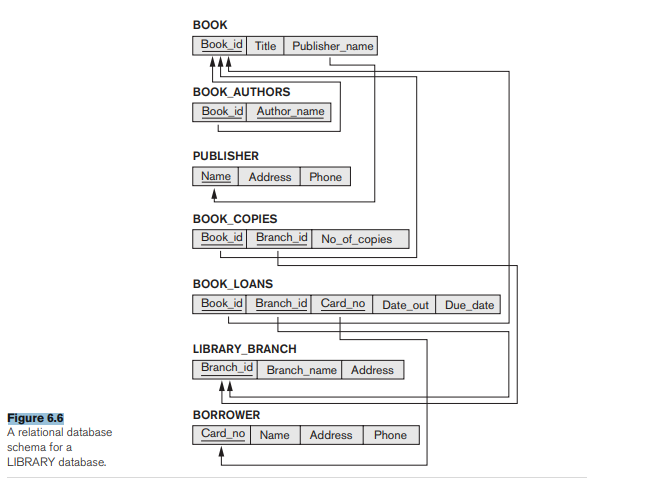 BOOK
Book_id Title Publisher_name
BOOK_AUTHORS
Book_id Author_name
PUBLISHER
Name Address Phone
BOOK_COPIES
Book_id Branch_id No_of_copies
BOOK_LOANS
Book_id Branch_id Card_no Date_out Due_date
LIBRARY_BRANCH
Branch_id Branch_name Address
BORROWER
Card_no Name Address Phone
Figure 6.6
A relational database
schema for a
LIBRARY database.